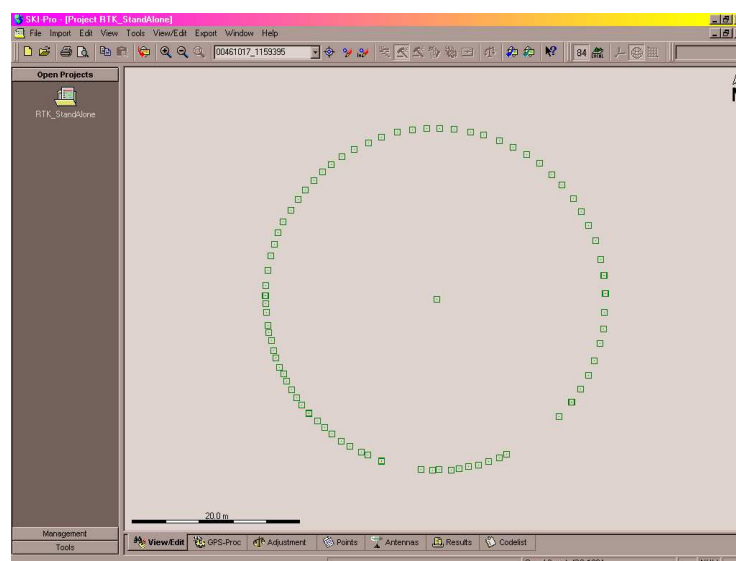 SKI-Pro - [Project RTK_StandAlone]
File Import Edit View Tools View/Edit Export Window Help
00461017_1159395
84
Open Projects
RTK_StandAlone
20.0 m
Management
Tools
View/Edit GPS-Proc Adjustment Points Antennas Results Codelist